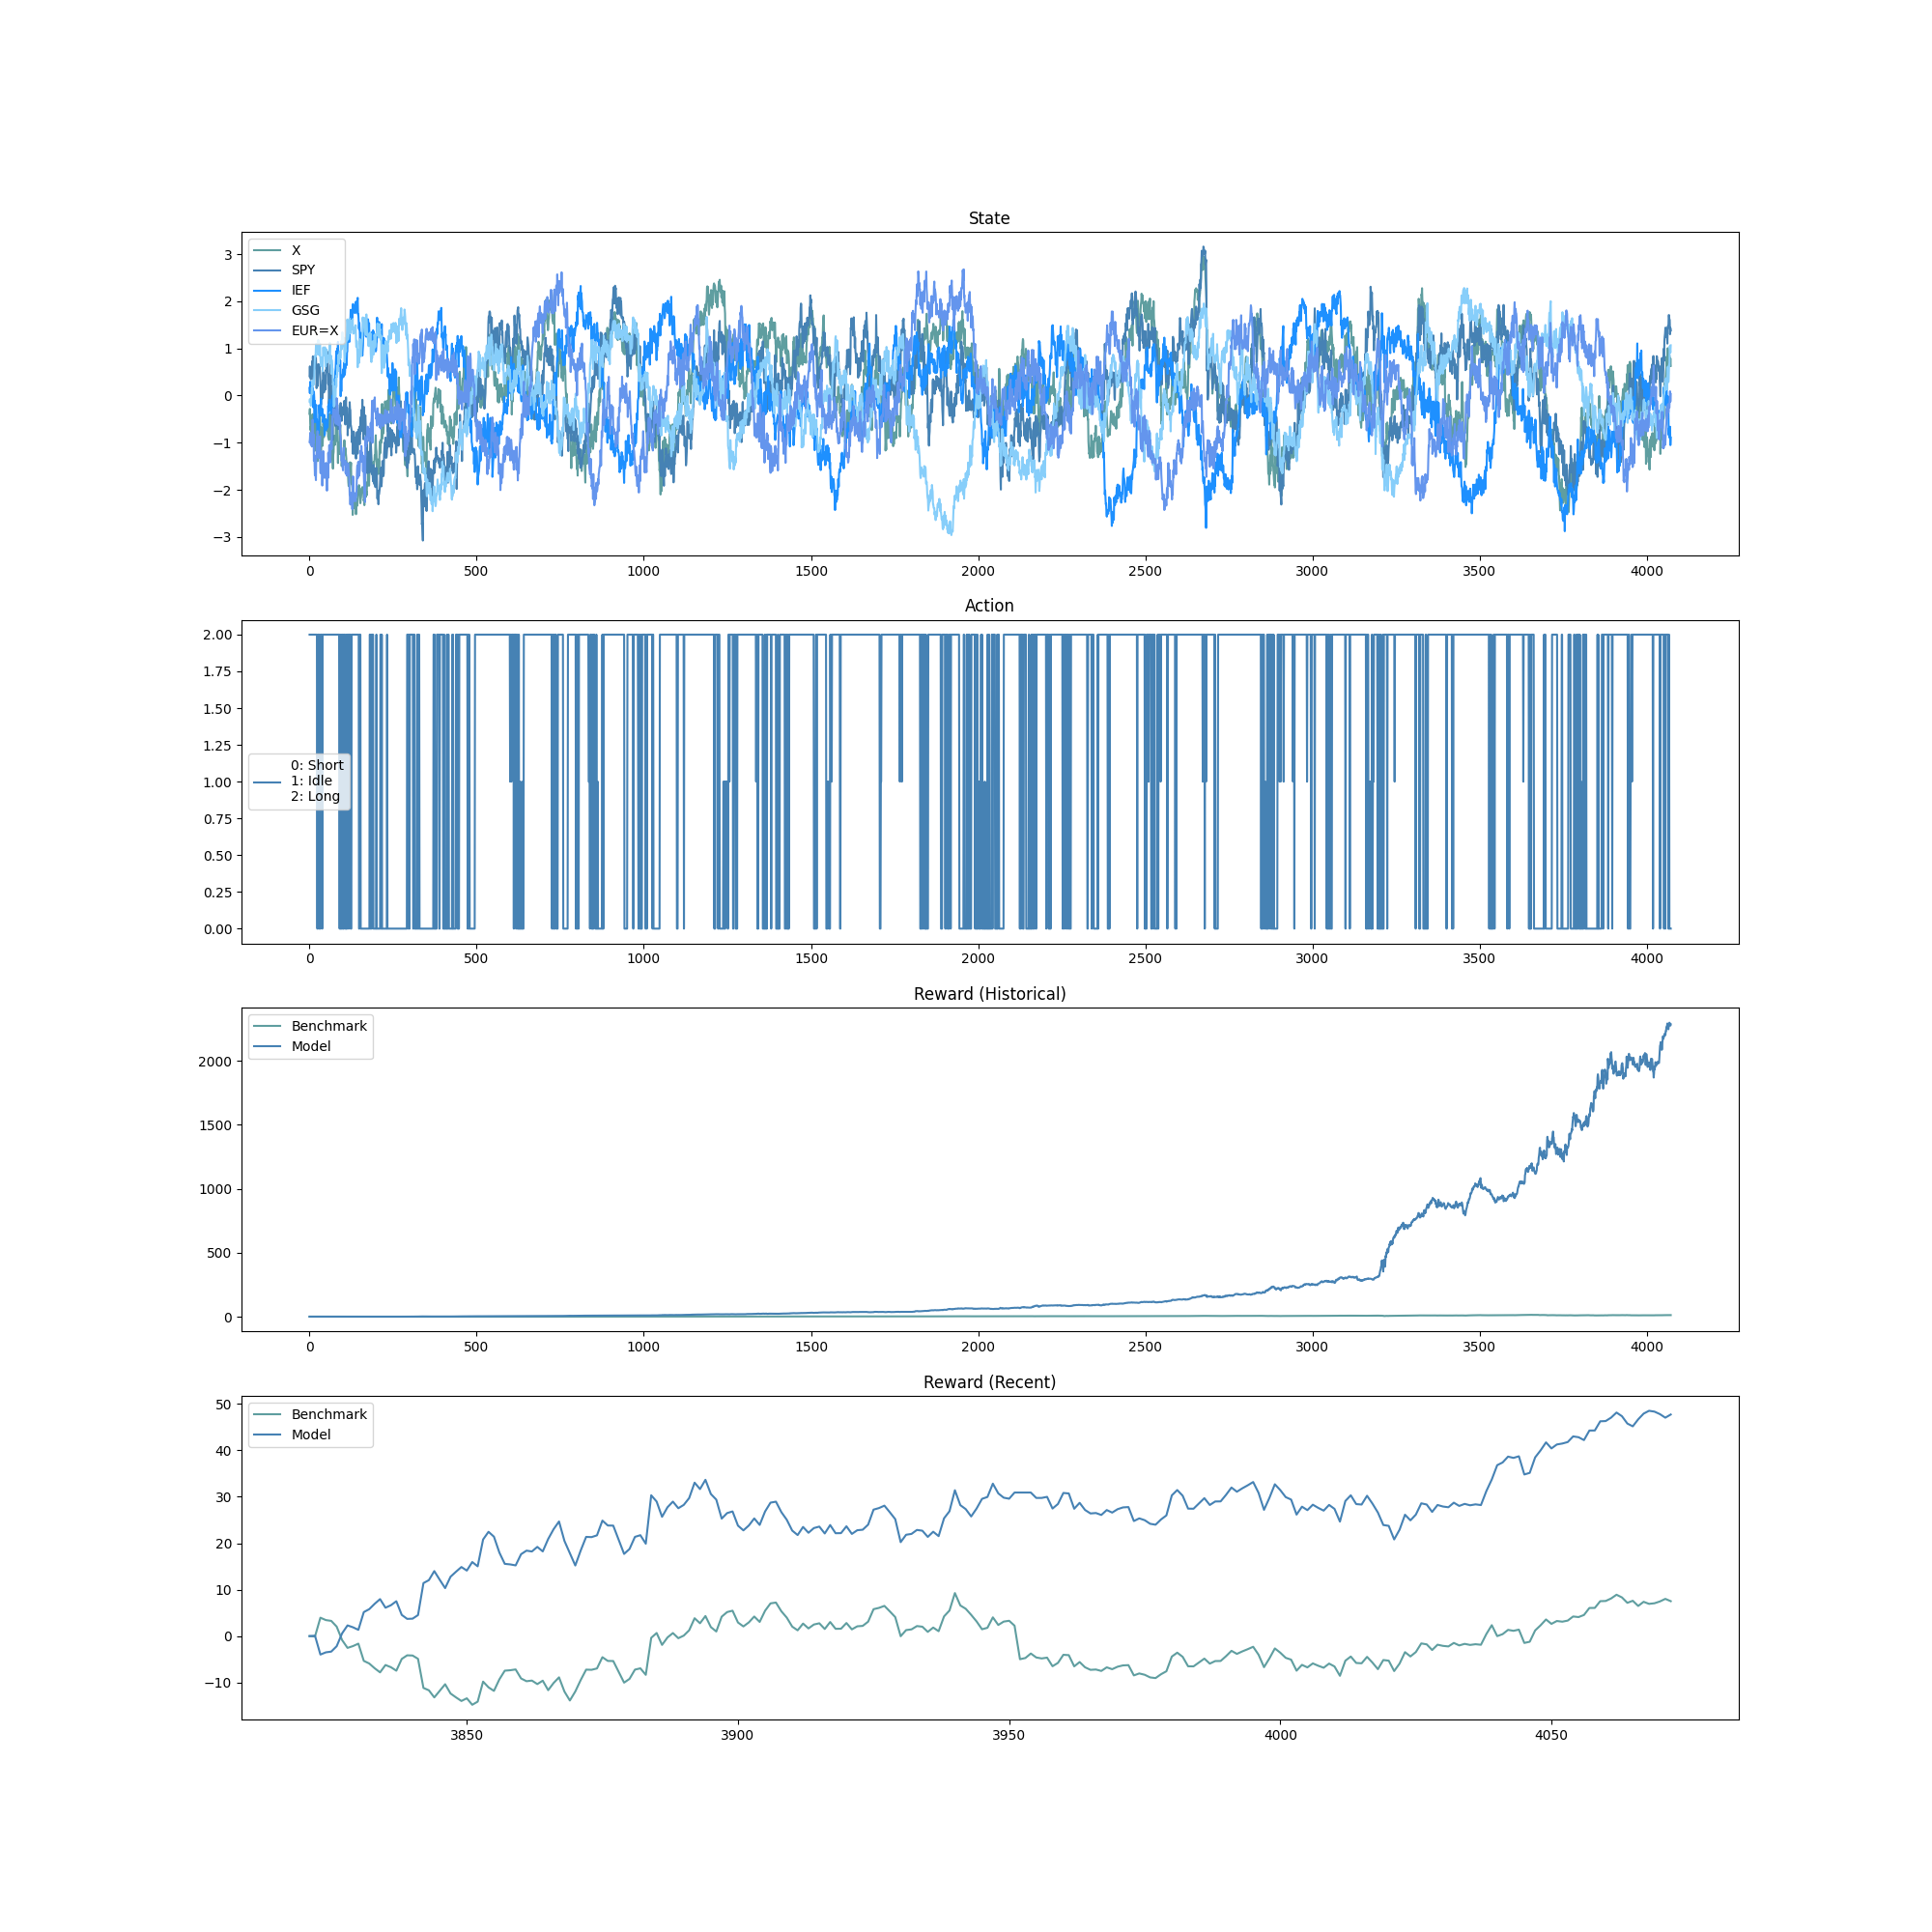 State
3
2
1
0
−1
−2
−3
X
SPY
IEF
GSG
EUR=X
0 500 1000 1500 2000 2500 3000 3500 4000
Action
2.00
1.75
1.50
1.25
1.00
0.75
0.50
0.25
0.00
0: Short
1: Idle
2: Long
0 500 1000 1500 2000 2500 3000 3500 4000
Reward (Historical)
2000
1500
1000
500
0
Benchmark
Model
0 500 1000 1500 2000 2500 3000 3500 4000
Reward (Recent)
50
40
30
20
10
0
−10
Benchmark
Model
3850 3900 3950 4000 4050